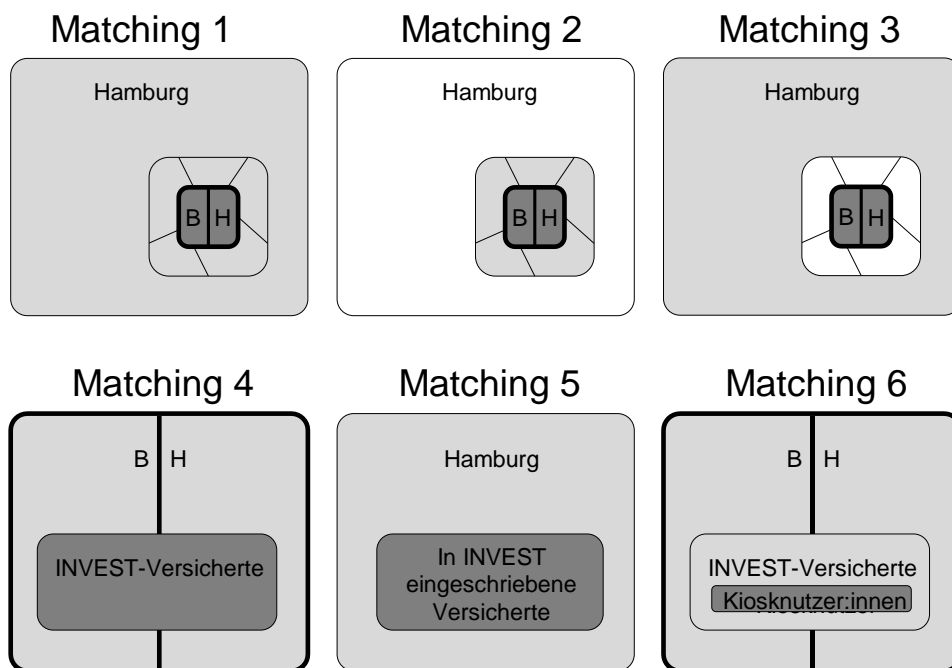 Matching 1
Matching 2
Matching 3
Hamburg
Hamburg
Hamburg
B H
B H
B H
Matching 4
Matching 5
Matching 6
B H
Hamburg
B H
INVEST-Versicherte
In INVEST
eingeschriebene
Versicherte
INVEST-Versicherte
Kiosknutzer:innen